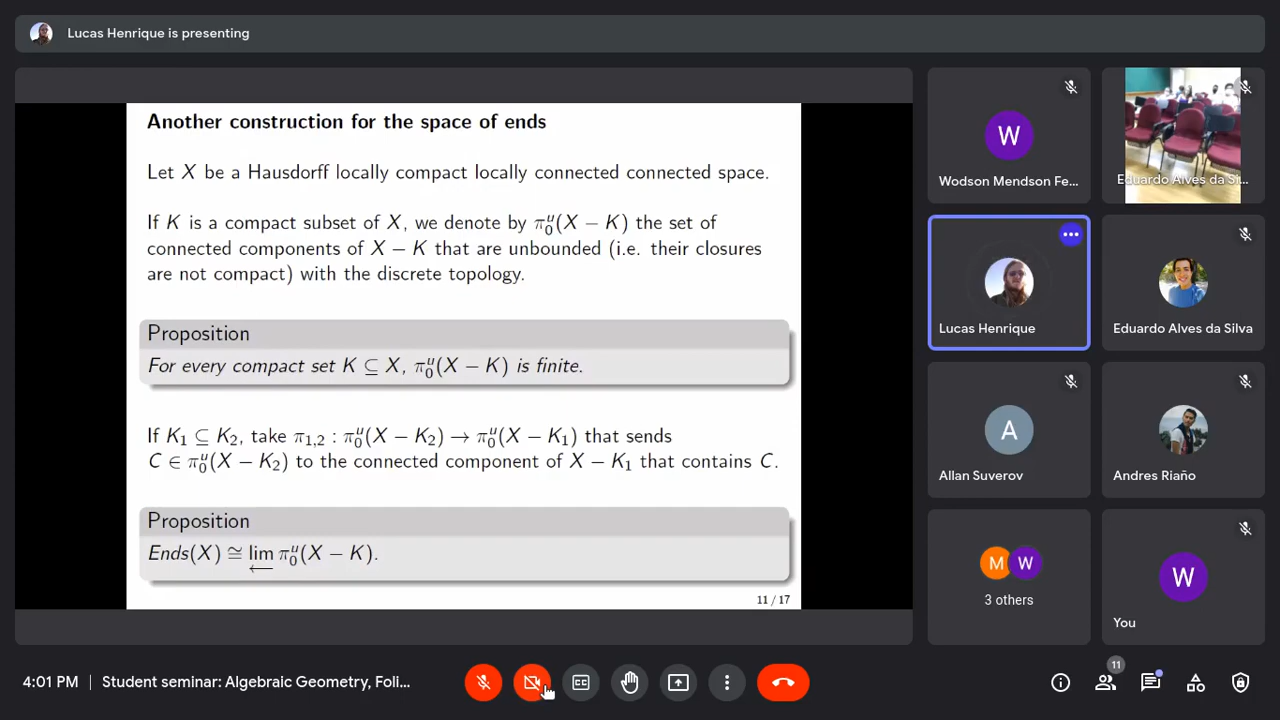 Lucas Henrique is presenting
Another construction for the space of ends
Let X be a Hausdorff locally compact locally connected connected space.
If K is a compact subset of X, we denote by π₀ᵘ(X − K) the set of
connected components of X − K that are unbounded (i.e. their closures
are not compact) with the discrete topology.
Proposition
For every compact set K ⊆ X, π₀ᵘ(X − K) is finite.
If K₁ ⊆ K₂, take π₁,₂ : π₀ᵘ(X − K₂) → π₀ᵘ(X − K₁) that sends
C ∈ π₀ᵘ(X − K₂) to the connected component of X − K₁ that contains C.
Proposition
Ends(X) ≅ lim π₀ᵘ(X − K).
←
11 / 17
W
Wodson Mendson Fe...
Eduardo Alves da Si...
Lucas Henrique
Eduardo Alves da Silva
A
Allan Suverov
Andres Riaño
M W
3 others
W
You
4:01 PM | Student seminar: Algebraic Geometry, Foli...
11